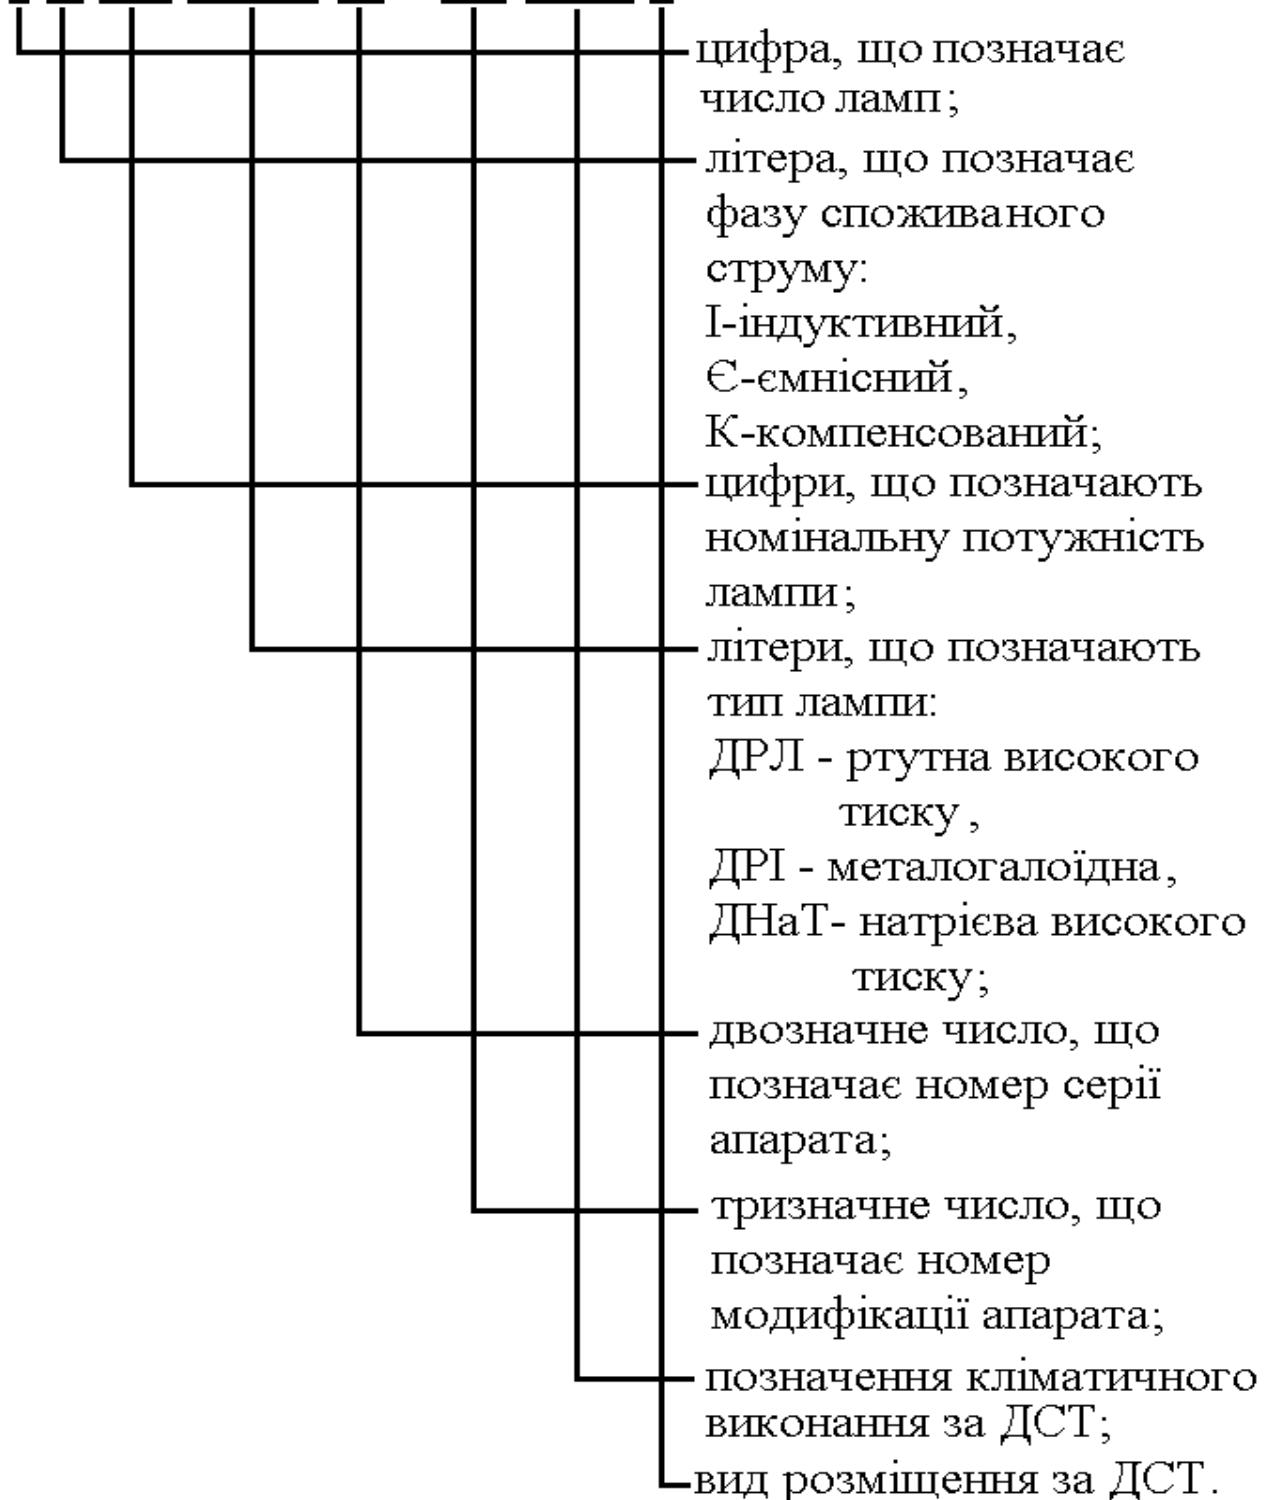 цифра, що позначає
число ламп;
літера, що позначає
фазу споживаного
струму:
І-індуктивний,
Є-ємнісний,
К-компенсований;
цифри, що позначають
номінальну потужність
лампи;
літери, що позначають
тип лампи:
ДРЛ - ртутна високого
тиску,
ДРІ - металогалоїдна,
ДНаТ- натрієва високого
тиску;
двозначне число, що
позначає номер серії
апарата;
тризначне число, що
позначає номер
модифікації апарата;
позначення кліматичного
виконання за ДСТ;
вид розміщення за ДСТ.